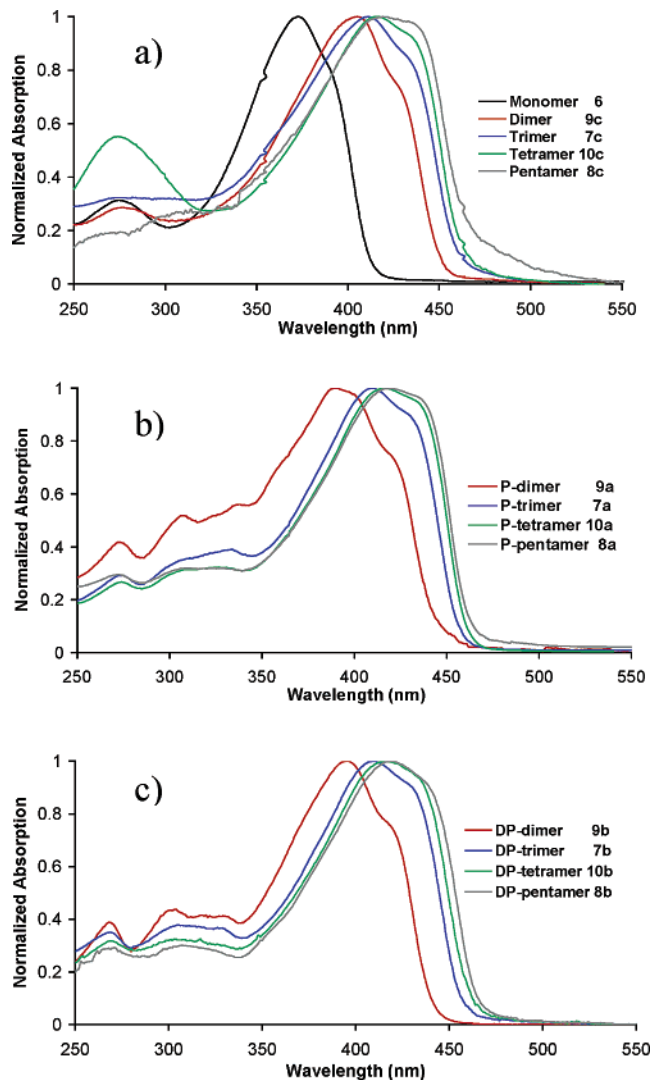 a)
Normalized Absorption
1
0.8
0.6
0.4
0.2
0
Monomer 6
Dimer 9c
Trimer 7c
Tetramer 10c
Pentamer 8c
250 300 350 400 450 500 550
Wavelength (nm)
b)
Normalized Absorption
1
0.8
0.6
0.4
0.2
0
P-dimer 9a
P-trimer 7a
P-tetramer 10a
P-pentamer 8a
250 300 350 400 450 500 550
Wavelength (nm)
c)
Normalized Absorption
1
0.8
0.6
0.4
0.2
0
DP-dimer 9b
DP-trimer 7b
DP-tetramer 10b
DP-pentamer 8b
250 300 350 400 450 500 550
Wavelength (nm)